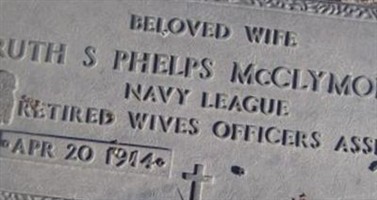 BELOVED WIFE
RUTH S PHELPS McCLYMO
NAVY LEAGUE
RETIRED WIVES OFFICERS ASS
APR 20 1914